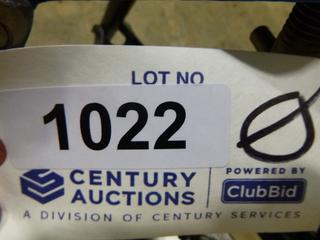 LOT NO
1022
CENTURY
AUCTIONS
POWERED BY
ClubBid
A DIVISION OF CENTURY SERVICES